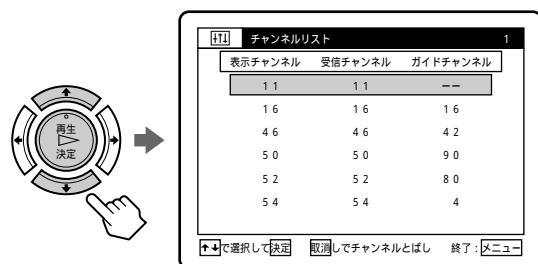 チャンネルリスト 1
表示チャンネル 受信チャンネル ガイドチャンネル
11 11 −−
16 16 16
46 46 42
50 50 90
52 52 80
54 54 4
で選択して決定 取消しでチャンネルとばし 終了:メニュー
再生
決定